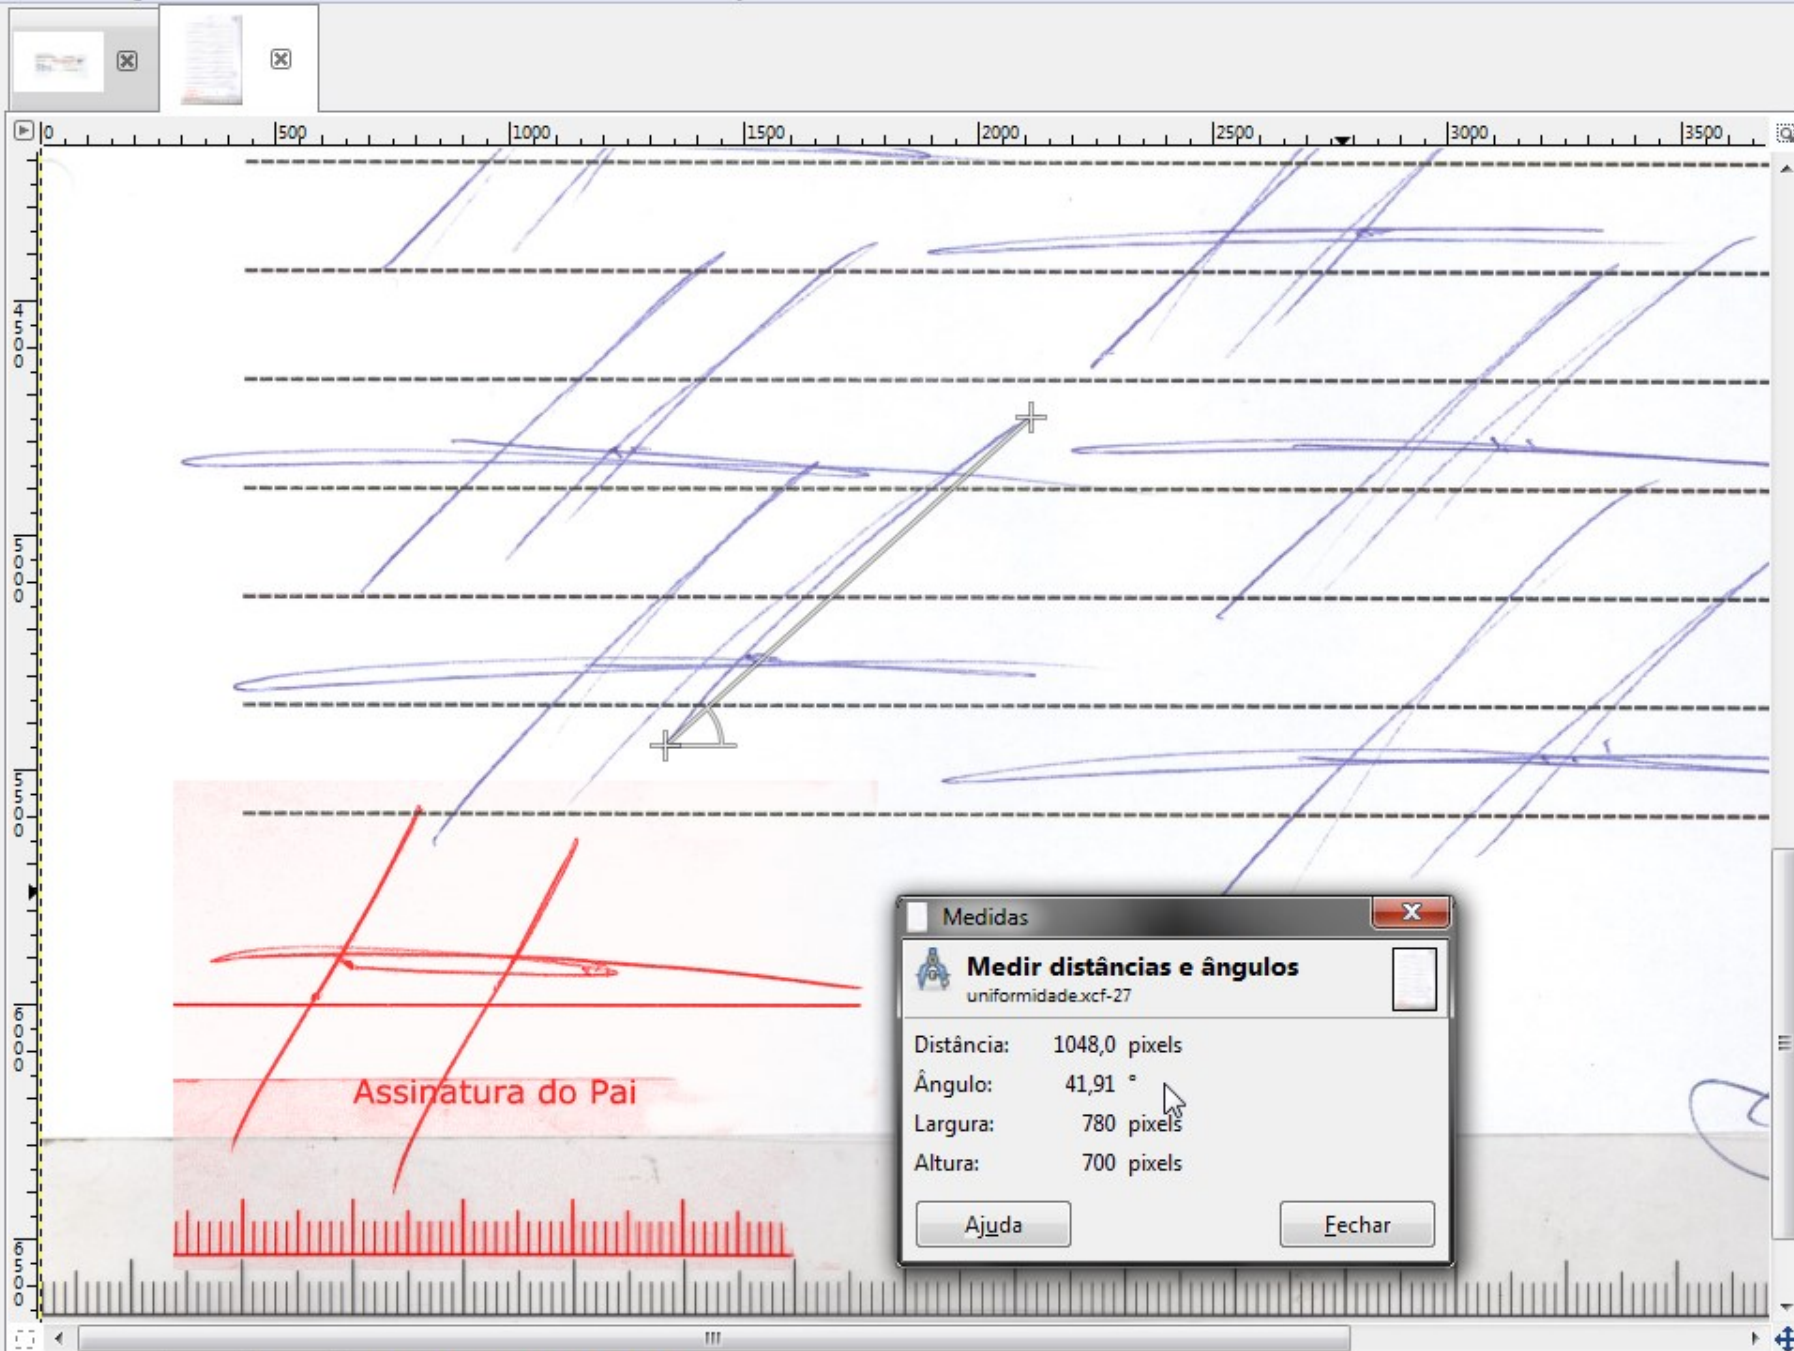 0 500 1000 1500 2000 2500 3000 3500
4500
5000
5500
6000
6500
Assinatura do Pai
Medidas
Medir distâncias e ângulos
uniformidade.xcf-27
Distância: 1048,0 pixels
Ângulo: 41,91 °
Largura: 780 pixels
Altura: 700 pixels
Ajuda Fechar